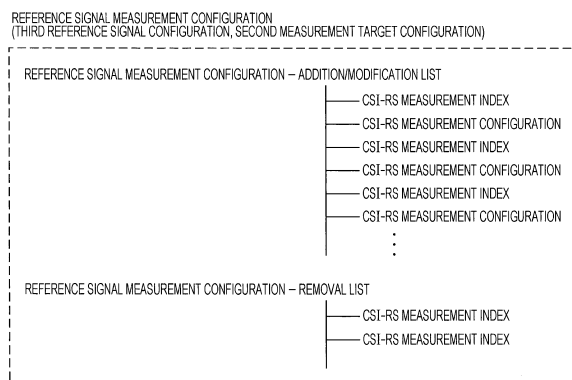 REFERENCE SIGNAL MEASUREMENT CONFIGURATION
(THIRD REFERENCE SIGNAL CONFIGURATION, SECOND MEASUREMENT TARGET CONFIGURATION)
REFERENCE SIGNAL MEASUREMENT CONFIGURATION – ADDITION/MODIFICATION LIST
CSI-RS MEASUREMENT INDEX
CSI-RS MEASUREMENT CONFIGURATION
CSI-RS MEASUREMENT INDEX
CSI-RS MEASUREMENT CONFIGURATION
CSI-RS MEASUREMENT INDEX
CSI-RS MEASUREMENT CONFIGURATION
REFERENCE SIGNAL MEASUREMENT CONFIGURATION – REMOVAL LIST
CSI-RS MEASUREMENT INDEX
CSI-RS MEASUREMENT INDEX